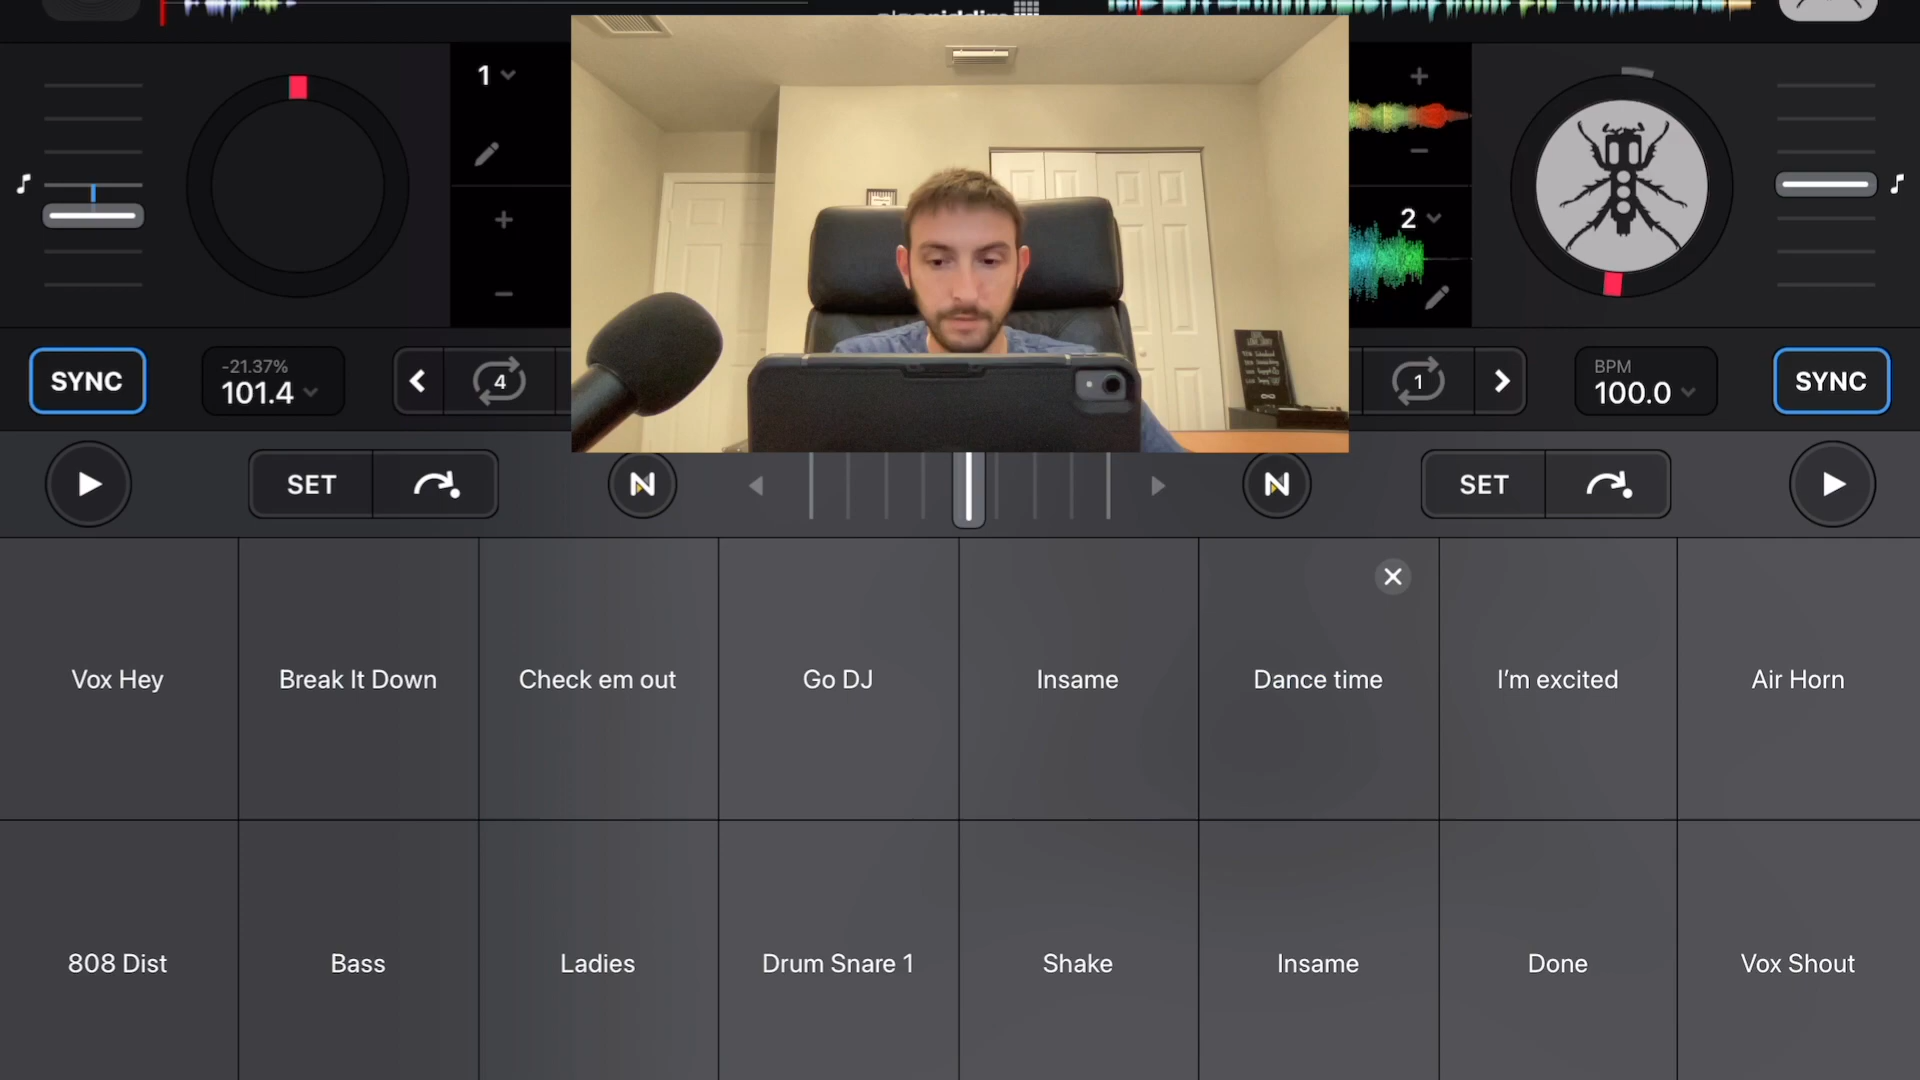 1
2
SYNC
-21.37%
101.4
4
1
BPM
100.0
SYNC
SET
SET
Vox Hey
Break It Down
Check em out
Go DJ
Insame
Dance time
I'm excited
Air Horn
808 Dist
Bass
Ladies
Drum Snare 1
Shake
Insame
Done
Vox Shout